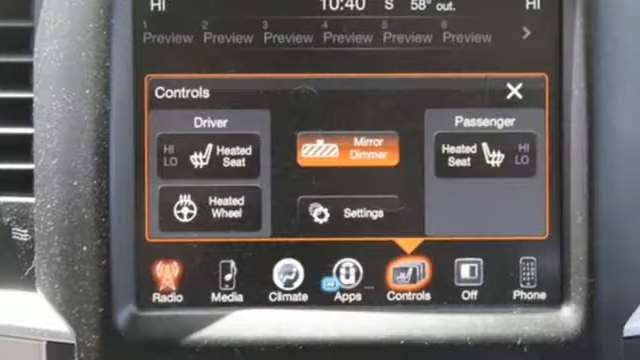 HI 10:40 S 58° out. HI
1 2 3 4 5 6
Preview Preview Preview Preview Preview Preview
Controls
Driver
Passenger
HI
LO
Heated
Seat
Mirror
Dimmer
Heated
Seat
HI
LO
Heated
Wheel
Settings
Radio Media Climate Apps Controls Off Phone